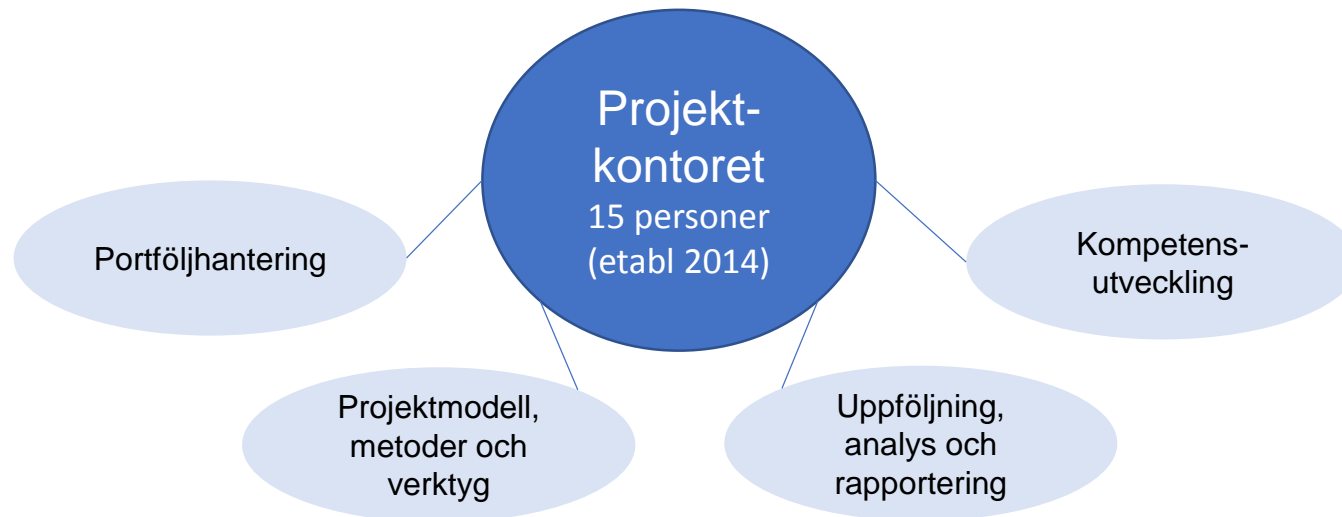 Projekt-
kontoret
15 personer
(etabl 2014)
Portföljhantering
Kompetens-
utveckling
Projektmodell,
metoder och
verktyg
Uppföljning,
analys och
rapportering